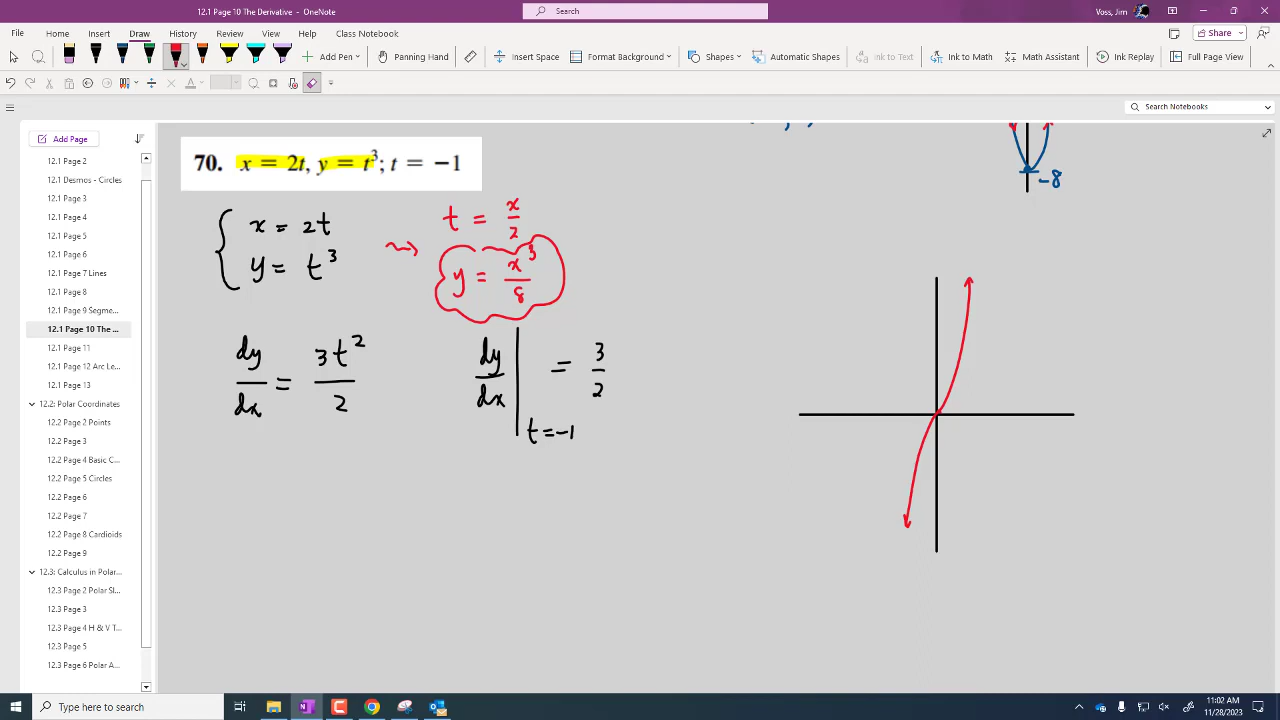 12.1 Page 10 The Derivative - OneNote
Search
Voss, Jim
File
Home
Insert
Draw
History
Review
View
Help
Class Notebook
Share
Add Pen
Panning Hand
Insert Space
Format Background
Shapes
Automatic Shapes
Ink to Shape
Ink to Math
Math Assistant
Ink Replay
Full Page View
Search Notebooks
Add Page
12.1 Page 2
12.1 Desmos - Circles
12.1 Page 3
12.1 Page 4
12.1 Page 5
12.1 Page 6
12.1 Page 7 Lines
12.1 Page 8
12.1 Page 9 Segme...
12.1 Page 10 The ...
12.1 Page 11
12.1 Page 12 Arc Le...
12.1 Page 13
12.2: Polar Coordinates
12.2 Page 2 Points
12.2 Page 3
12.2 Page 4 Basic C...
12.2 Page 5 Circles
12.2 Page 6
12.2 Page 7
12.2 Page 8 Cardioids
12.2 Page 9
12.3: Calculus in Polar...
12.3 Page 2 Polar Sl...
12.3 Page 3
12.3 Page 4 H & V T...
12.3 Page 5
12.3 Page 6 Polar A...
70. x = 2t, y = t³; t = −1
x = 2t
y = t³
t = x/2
y = x³/8
dy/dx = 3t²/2
dy/dx | t=-1 = 3/2
-8
Type here to search
11:02 AM
11/28/2023